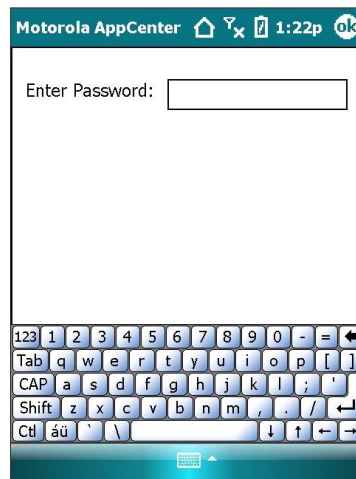 Motorola AppCenter 1:22p ok
Enter Password:
123 1 2 3 4 5 6 7 8 9 0 - =
Tab q w e r t y u i o p [ ]
CAP a s d f g h j k l ; '
Shift z x c v b n m , . /
Ctl áü ` \ ↓ ↑ ← →